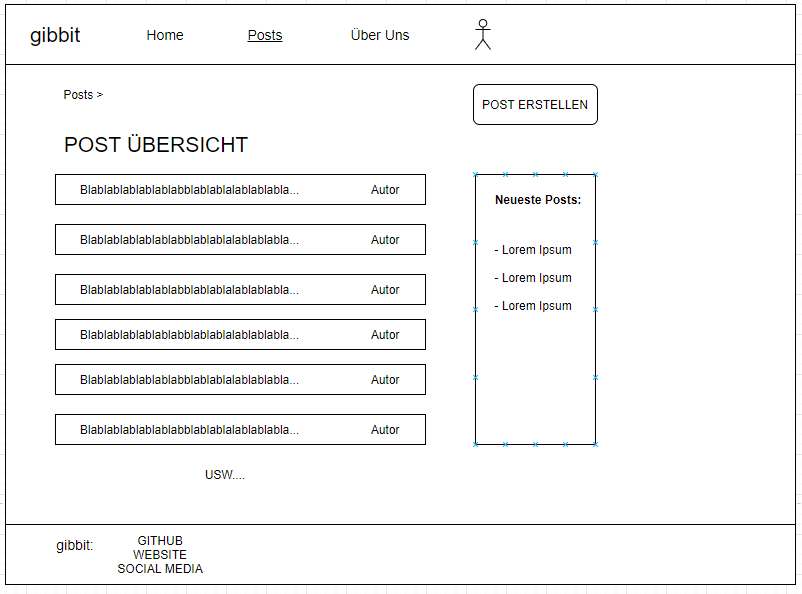 gibbit Home Posts Über Uns
Posts >
POST ERSTELLEN
POST ÜBERSICHT
Blablablablablablabblablablalablablabla... Autor
Blablablablablablabblablablalablablabla... Autor
Blablablablablablabblablablalablablabla... Autor
Blablablablablablabblablablalablablabla... Autor
Blablablablablablabblablablalablablabla... Autor
Blablablablablablabblablablalablablabla... Autor
USW....
Neueste Posts:
- Lorem Ipsum
- Lorem Ipsum
- Lorem Ipsum
gibbit:
GITHUB
WEBSITE
SOCIAL MEDIA